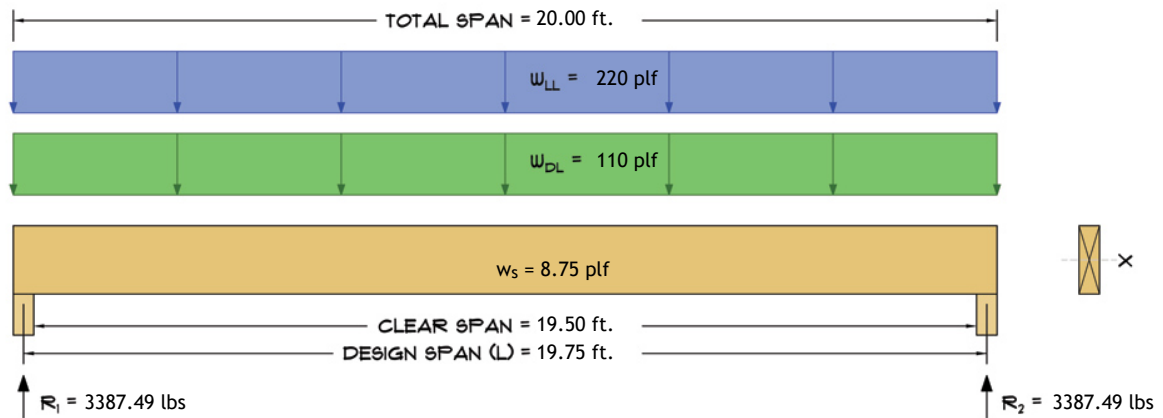 TOTAL SPAN = 20.00 ft.
WLL = 220 plf
WDL = 110 plf
ws = 8.75 plf
X
CLEAR SPAN = 19.50 ft.
DESIGN SPAN (L) = 19.75 ft.
R1 = 3387.49 lbs
R2 = 3387.49 lbs